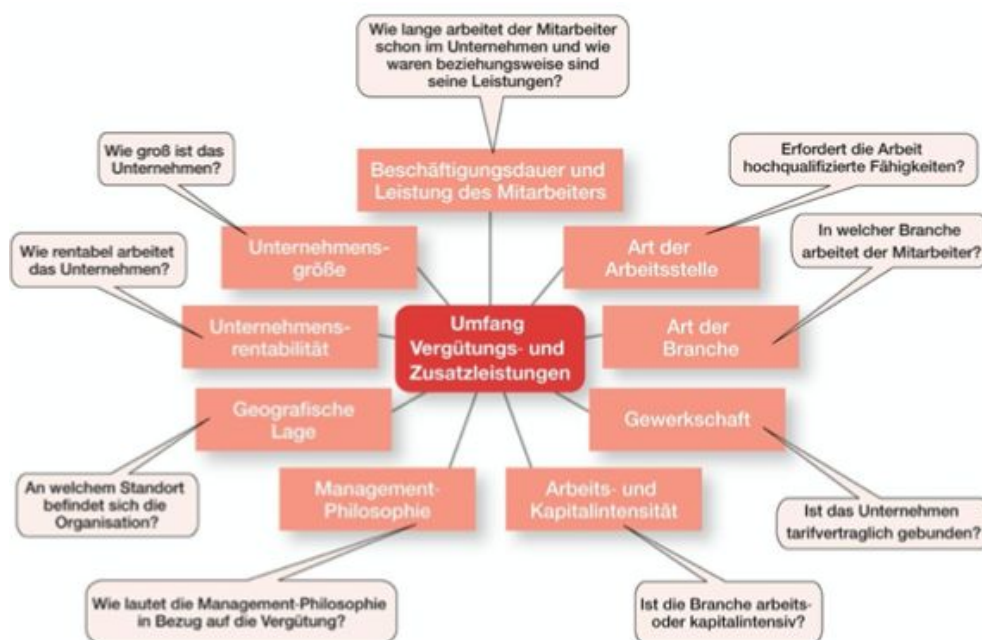 Wie lange arbeitet der Mitarbeiter
schon im Unternehmen und wie
waren beziehungsweise sind
seine Leistungen?
Wie groß ist das
Unternehmen?
Beschäftigungsdauer und
Leistung des Mitarbeiters
Erfordert die Arbeit
hochqualifizierte Fähigkeiten?
Wie rentabel arbeitet
das Unternehmen?
Unternehmens-
größe
Art der
Arbeitsstelle
In welcher Branche
arbeitet der Mitarbeiter?
Unternehmens-
rentabilität
Umfang
Vergütungs- und
Zusatzleistungen
Art der
Branche
Geografische
Lage
Gewerkschaft
An welchem Standort
befindet sich die
Organisation?
Management-
Philosophie
Arbeits- und
Kapitalintensität
Ist das Unternehmen
tarifvertraglich gebunden?
Wie lautet die Management-Philosophie
in Bezug auf die Vergütung?
Ist die Branche arbeits-
oder kapitalintensiv?